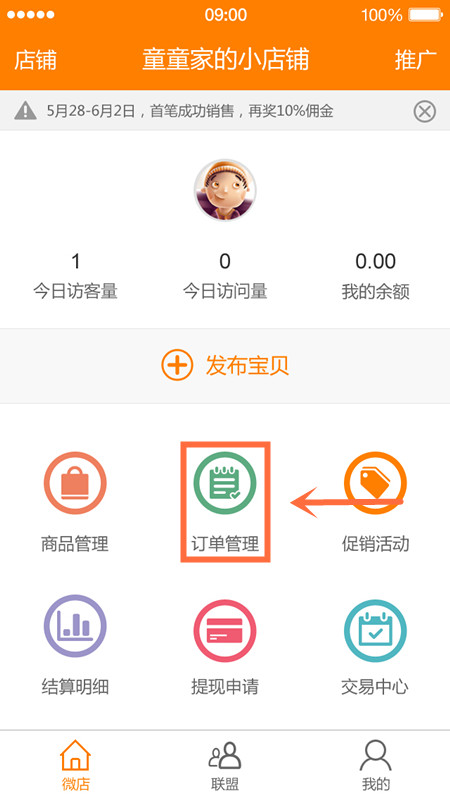 09:00
100%
店铺
童童家的小店铺
推广
5月28-6月2日，首笔成功销售，再奖10%佣金
1
0
0.00
今日访客量
今日访问量
我的余额
发布宝贝
商品管理
订单管理
促销活动
结算明细
提现申请
交易中心
微店
联盟
我的